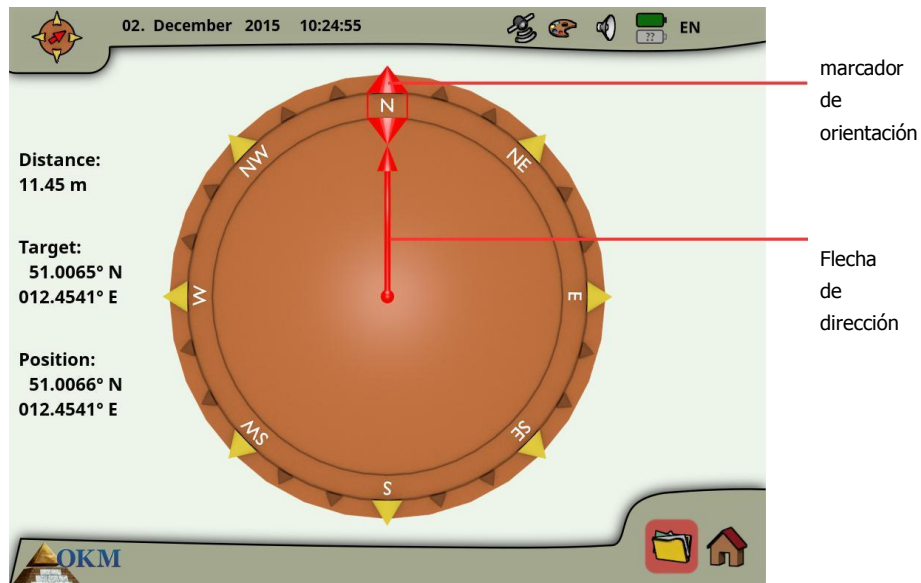 02. December 2015 10:24:55
?? EN
marcador
de
orientación
N
NW
NE
Distance:
11.45 m
Target:
51.0065° N
012.4541° E
Flecha
de
dirección
W
E
Position:
51.0066° N
012.4541° E
SW
SE
S
OKM